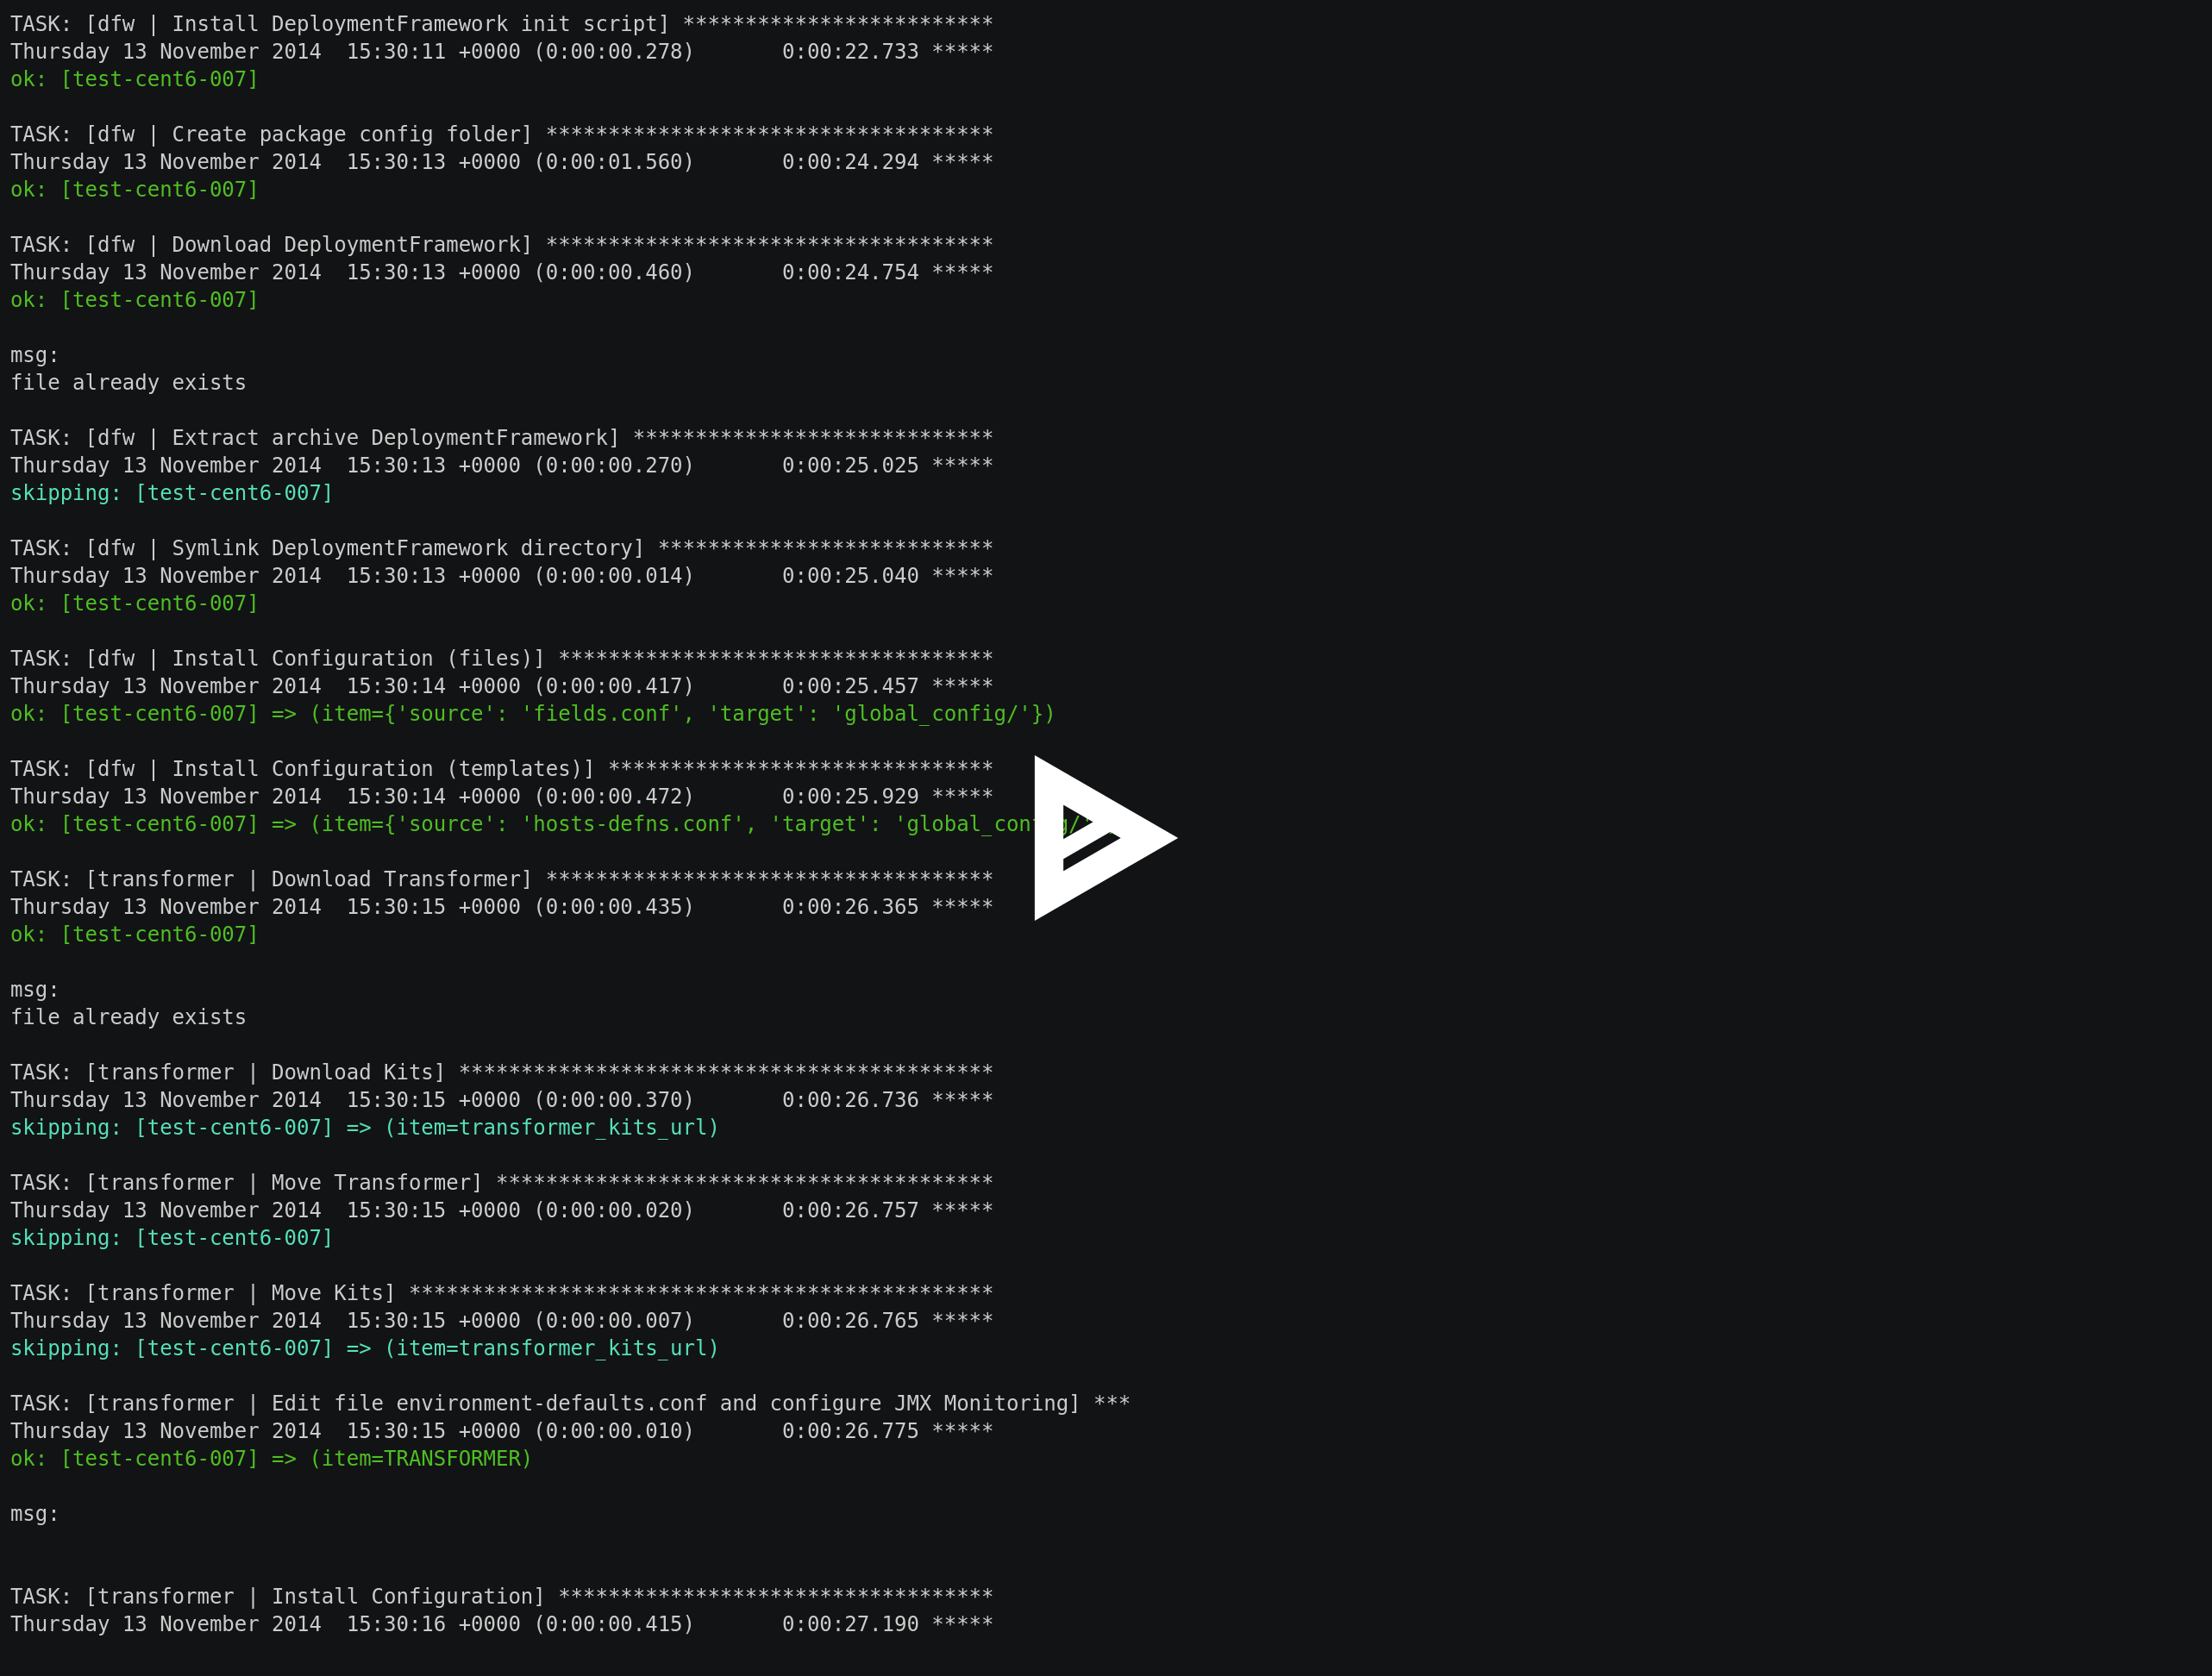 TASK: [dfw | Install DeploymentFramework init script] *************************
Thursday 13 November 2014  15:30:11 +0000 (0:00:00.278)       0:00:22.733 *****
ok: [test-cent6-007]

TASK: [dfw | Create package config folder] ************************************
Thursday 13 November 2014  15:30:13 +0000 (0:00:01.560)       0:00:24.294 *****
ok: [test-cent6-007]

TASK: [dfw | Download DeploymentFramework] ************************************
Thursday 13 November 2014  15:30:13 +0000 (0:00:00.460)       0:00:24.754 *****
ok: [test-cent6-007]

msg:
file already exists

TASK: [dfw | Extract archive DeploymentFramework] *****************************
Thursday 13 November 2014  15:30:13 +0000 (0:00:00.270)       0:00:25.025 *****
skipping: [test-cent6-007]

TASK: [dfw | Symlink DeploymentFramework directory] ***************************
Thursday 13 November 2014  15:30:13 +0000 (0:00:00.014)       0:00:25.040 *****
ok: [test-cent6-007]

TASK: [dfw | Install Configuration (files)] ***********************************
Thursday 13 November 2014  15:30:14 +0000 (0:00:00.417)       0:00:25.457 *****
ok: [test-cent6-007] => (item={'source': 'fields.conf', 'target': 'global_config/'})

TASK: [dfw | Install Configuration (templates)] *******************************
Thursday 13 November 2014  15:30:14 +0000 (0:00:00.472)       0:00:25.929 *****
ok: [test-cent6-007] => (item={'source': 'hosts-defns.conf', 'target':

TASK: [transformer | Download Transformer] ************************************
Thursday 13 November 2014  15:30:15 +0000 (0:00:00.435)       0:00:26.365 *****
ok: [test-cent6-007]

msg:
file already exists

TASK: [transformer | Download Kits] *******************************************
Thursday 13 November 2014  15:30:15 +0000 (0:00:00.370)       0:00:26.736 *****
skipping: [test-cent6-007] => (item=transformer_kits_url)

TASK: [transformer | Move Transformer] ****************************************
Thursday 13 November 2014  15:30:15 +0000 (0:00:00.020)       0:00:26.757 *****
skipping: [test-cent6-007]

TASK: [transformer | Move Kits] ***********************************************
Thursday 13 November 2014  15:30:15 +0000 (0:00:00.007)       0:00:26.765 *****
skipping: [test-cent6-007] => (item=transformer_kits_url)

TASK: [transformer | Edit file environment-defaults.conf and configure JMX Monitoring] ***
Thursday 13 November 2014  15:30:15 +0000 (0:00:00.010)       0:00:26.775 *****
ok: [test-cent6-007] => (item=TRANSFORMER)

msg:


TASK: [transformer | Install Configuration] ***********************************
Thursday 13 November 2014  15:30:16 +0000 (0:00:00.415)       0:00:27.190 *****